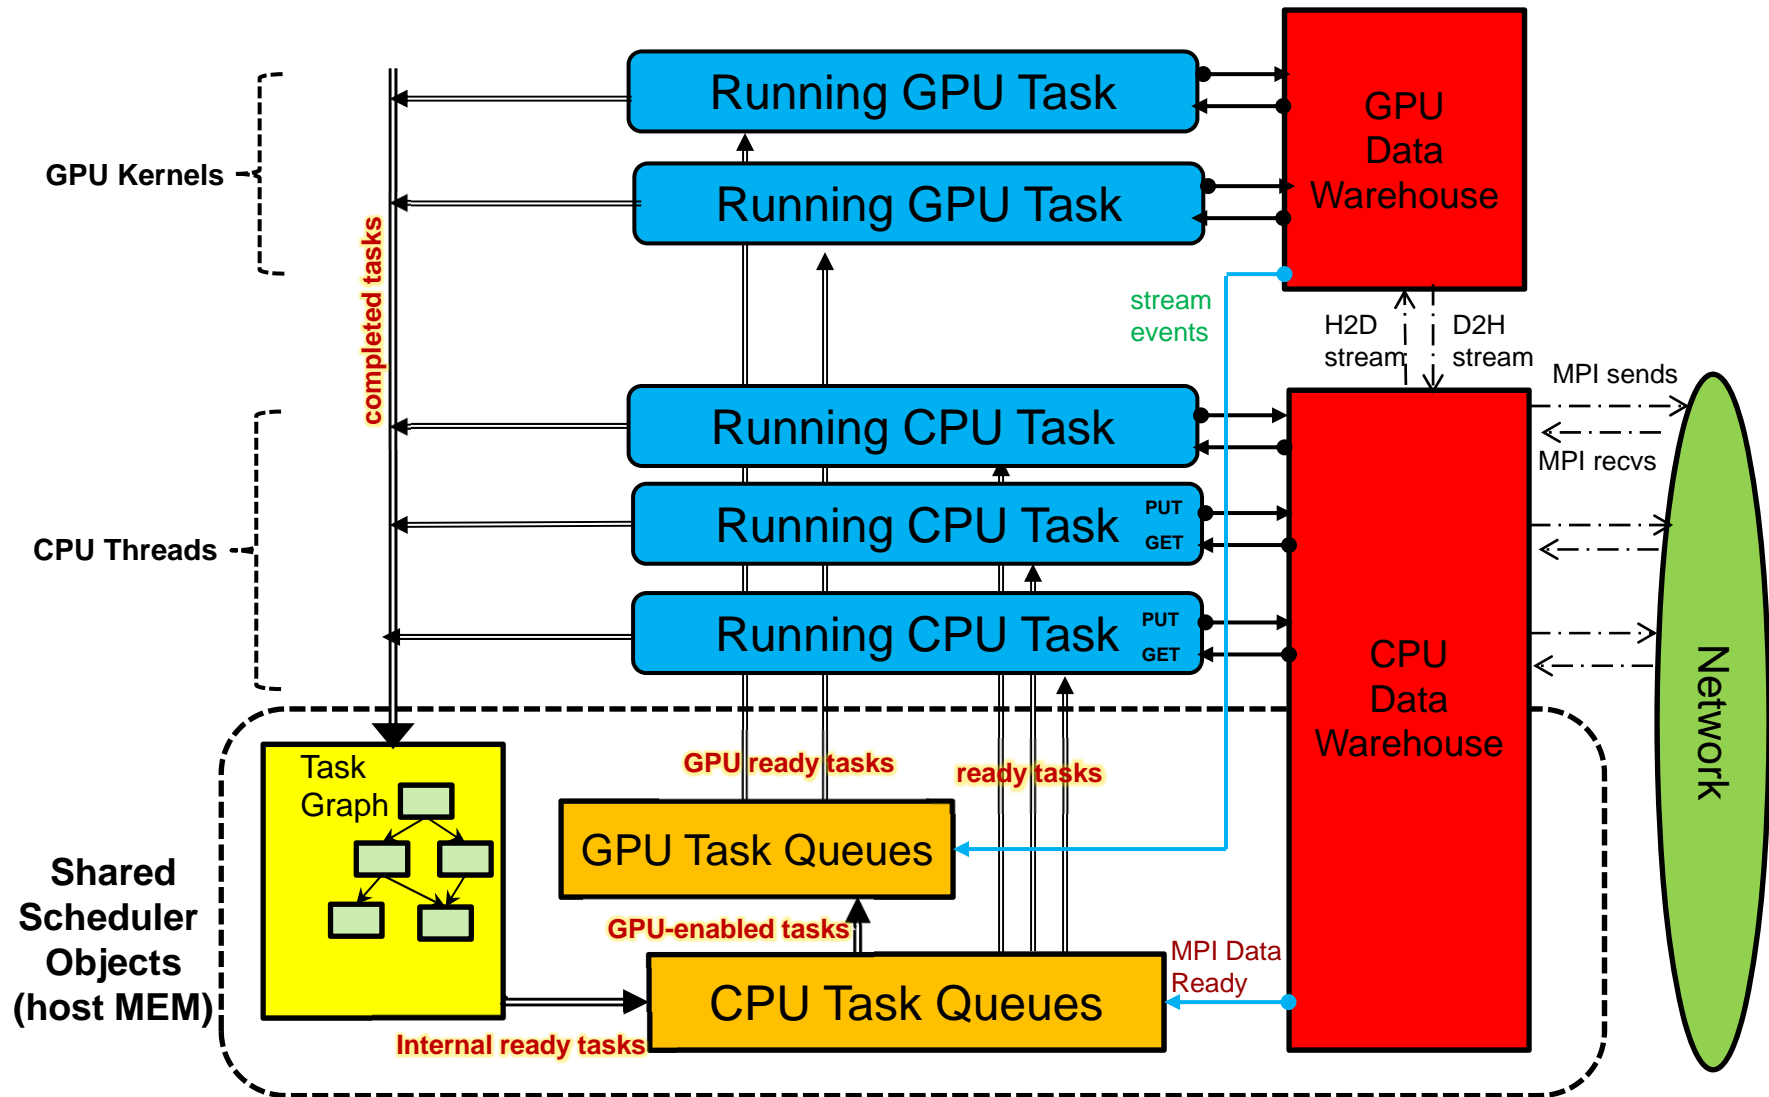 Running GPU Task
GPU
Data
Warehouse
GPU Kernels
Running GPU Task
completed tasks
stream
events
H2D
stream
D2H
stream
MPI sends
MPI recvs
Running CPU Task
CPU Threads
Running CPU Task
PUT
GET
Running CPU Task
PUT
GET
CPU
Data
Warehouse
Network
Task
Graph
GPU ready tasks
ready tasks
GPU Task Queues
Shared
Scheduler
Objects
(host MEM)
GPU-enabled tasks
MPI Data
Ready
CPU Task Queues
Internal ready tasks